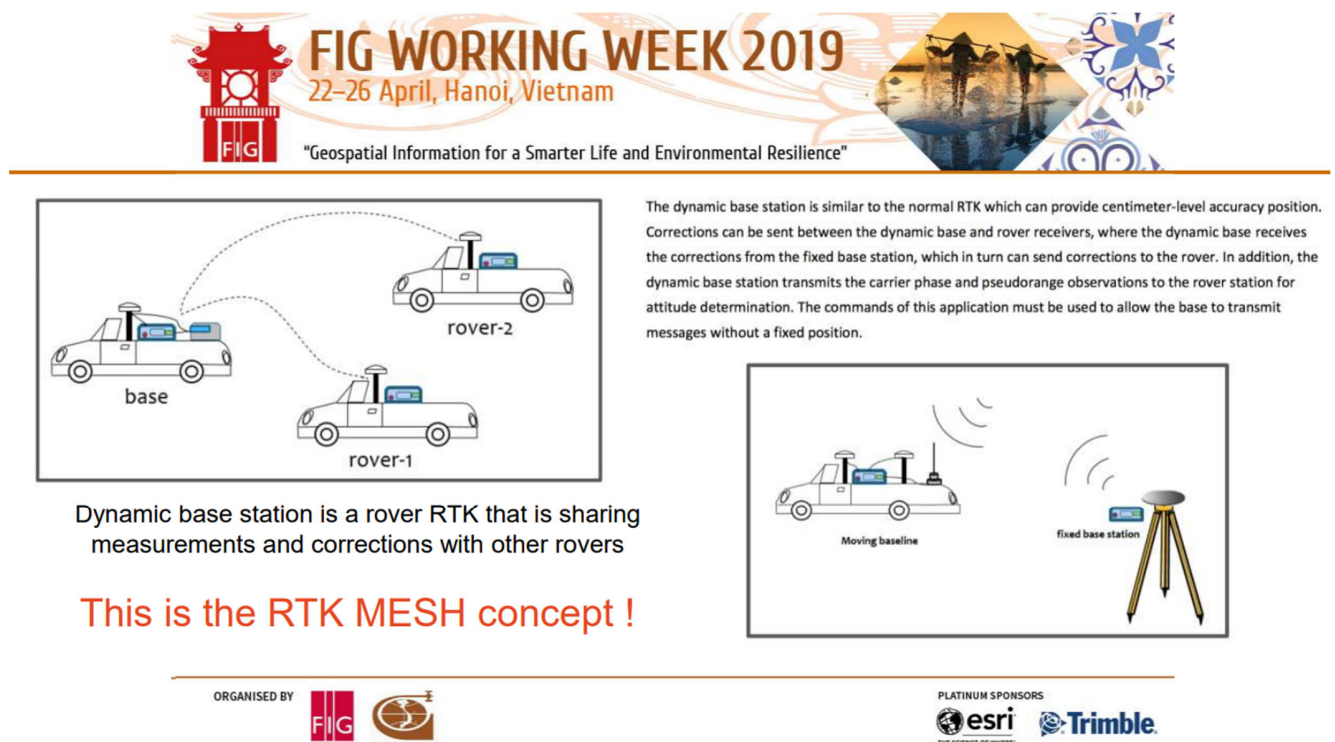 FIG WORKING WEEK 2019
22–26 April, Hanoi, Vietnam
FIG
"Geospatial Information for a Smarter Life and Environmental Resilience"
rover-2
base
rover-1
Dynamic base station is a rover RTK that is sharing
measurements and corrections with other rovers
This is the RTK MESH concept !
The dynamic base station is similar to the normal RTK which can provide centimeter-level accuracy position.
Corrections can be sent between the dynamic base and rover receivers, where the dynamic base receives
the corrections from the fixed base station, which in turn can send corrections to the rover. In addition, the
dynamic base station transmits the carrier phase and pseudorange observations to the rover station for
attitude determination. The commands of this application must be used to allow the base to transmit
messages without a fixed position.
Moving baseline
fixed base station
ORGANISED BY
FIG
PLATINUM SPONSORS
esri
Trimble.